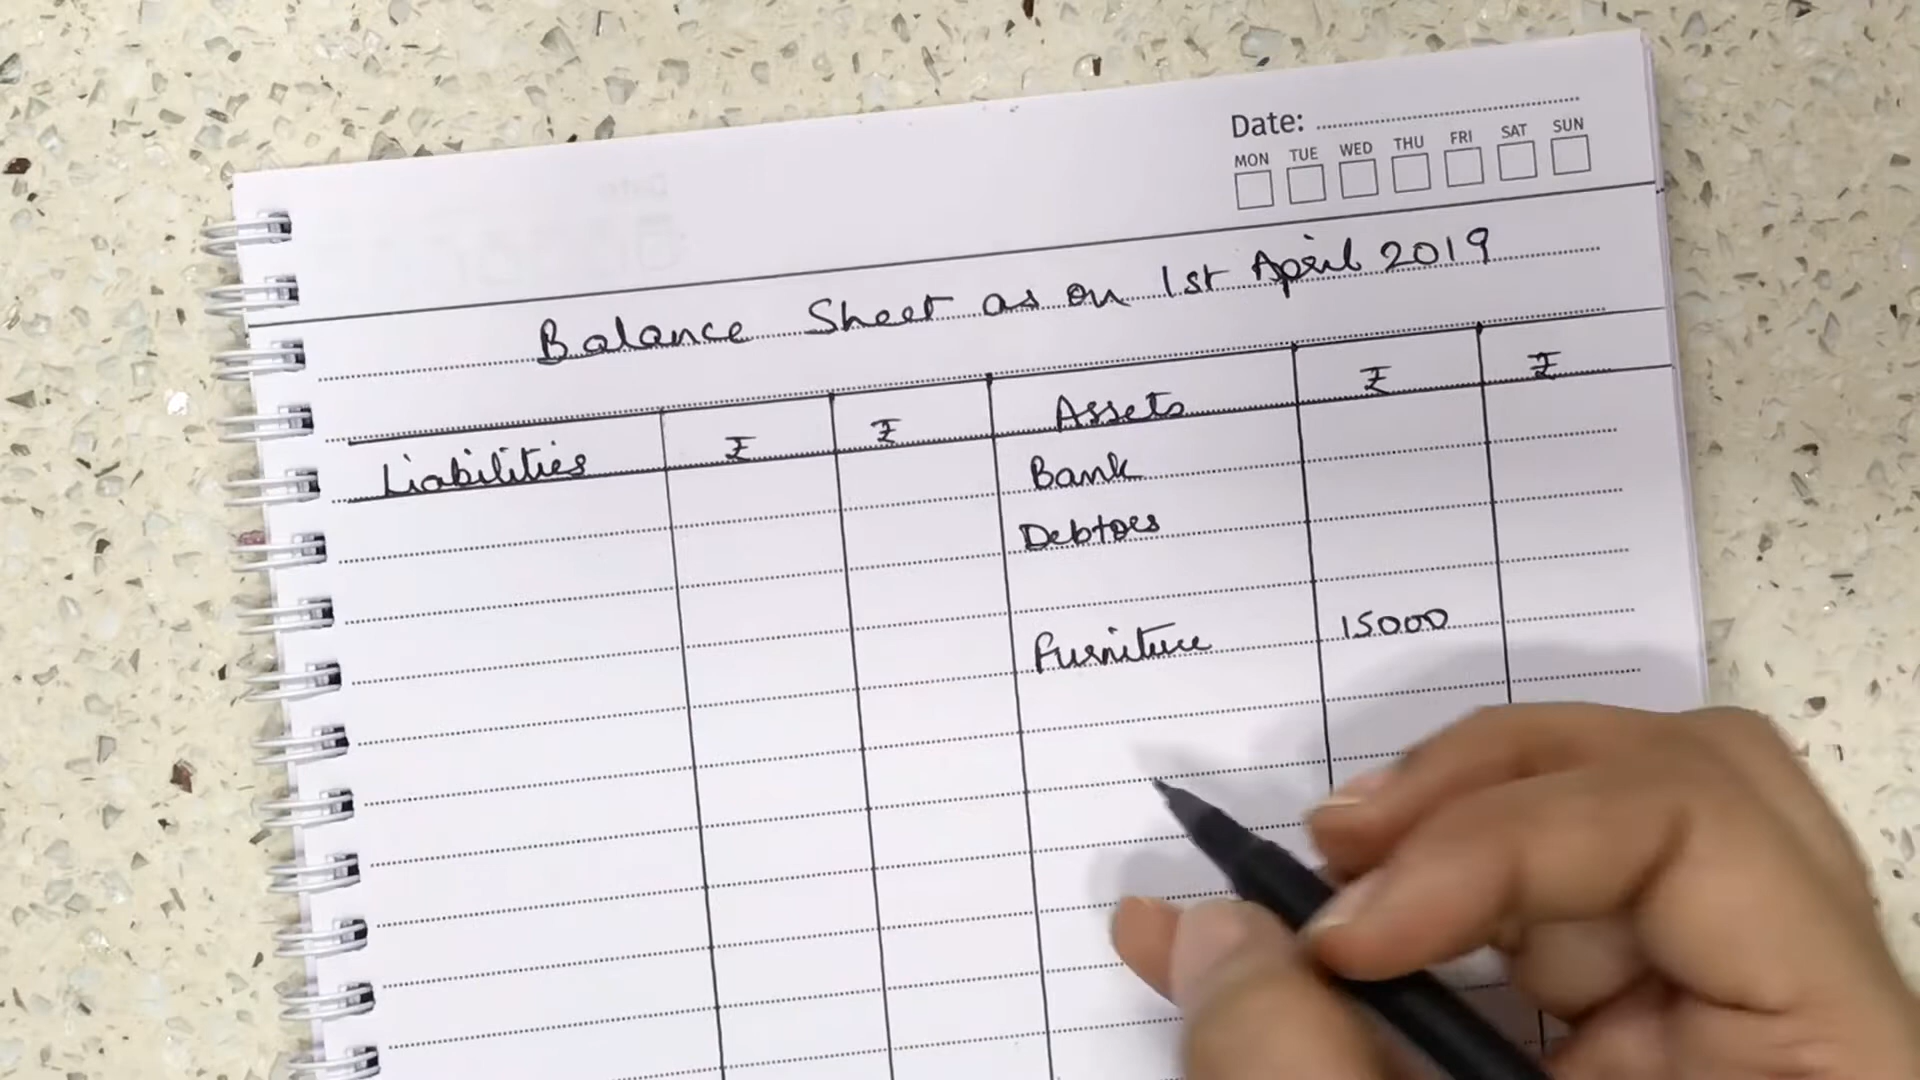 Date:
MON TUE WED THU FRI SAT SUN
Balance Sheet as on 1st April 2019
Liabilities ₹ ₹ Assets ₹ ₹
Bank
Debtors
Furniture 15000